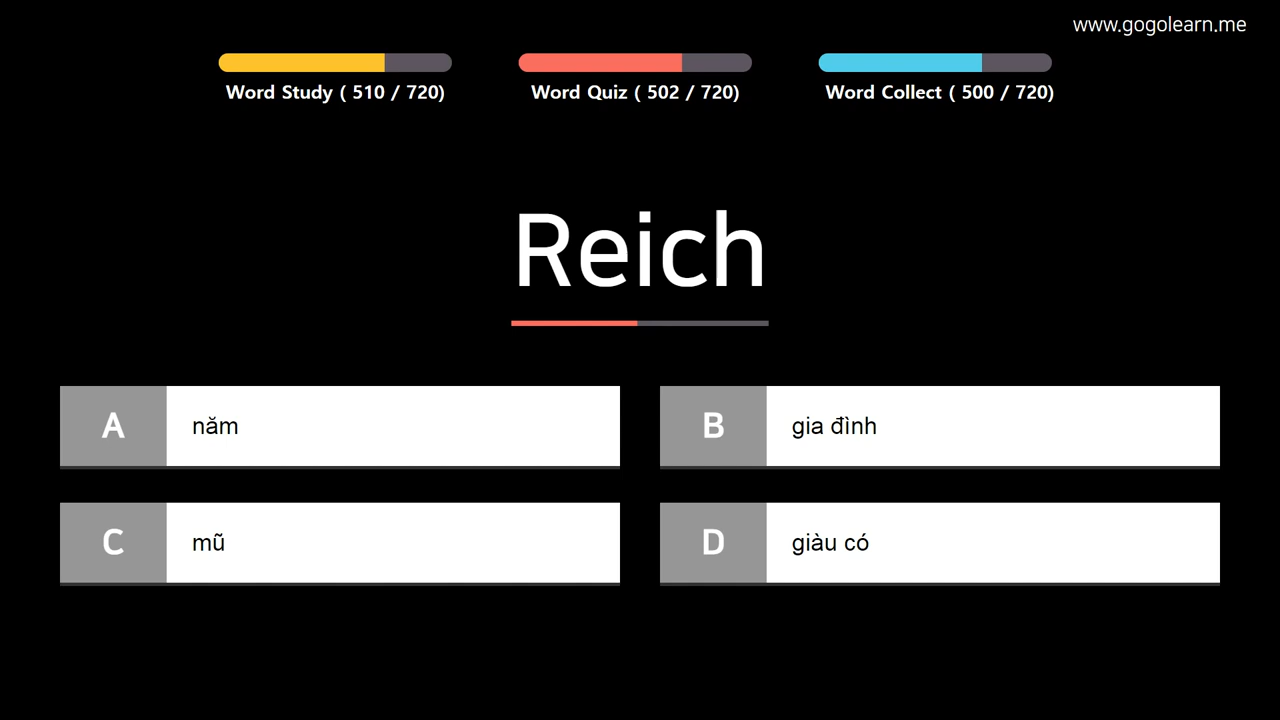 www.gogolearn.me
Word Study ( 510 / 720)
Word Quiz ( 502 / 720)
Word Collect ( 500 / 720)
Reich
A năm
B gia đình
C mũ
D giàu có